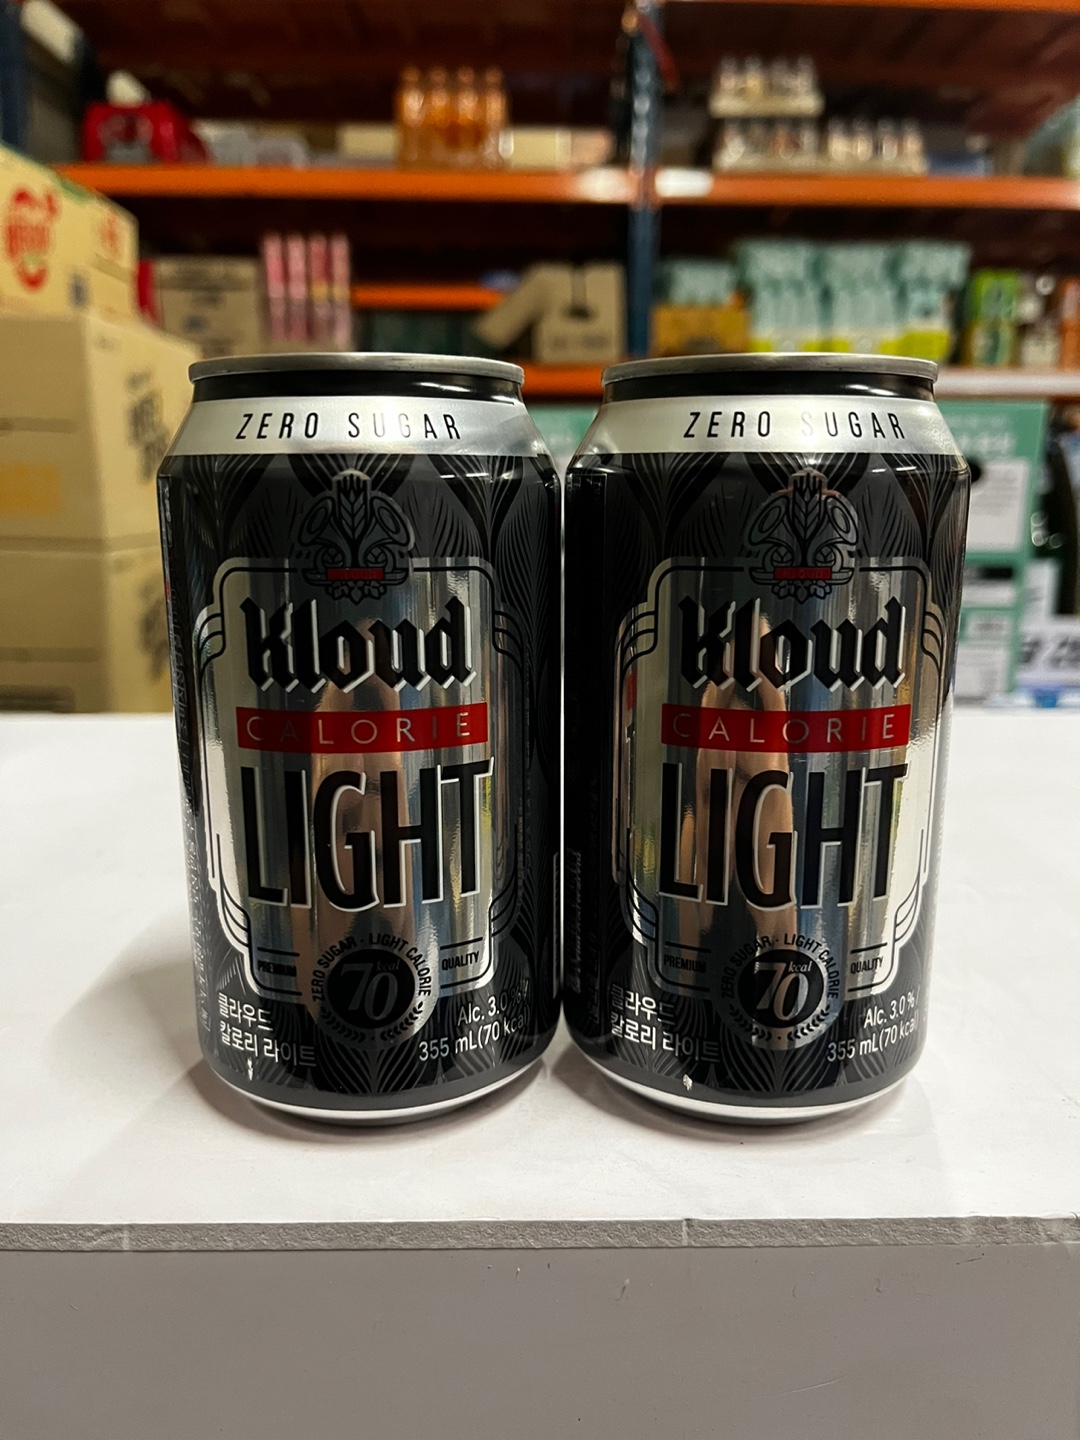 ZERO SUGAR
Kloud
CALORIE
LIGHT
PREMIUM
ZERO SUGAR · LIGHT CALORIE
70 kcal
QUALITY
클라우드
칼로리 라이트
Alc. 3.0%
355 mL(70 kcal)
ZERO SUGAR
Kloud
CALORIE
LIGHT
PREMIUM
ZERO SUGAR · LIGHT CALORIE
70 kcal
QUALITY
클라우드
칼로리 라이트
Alc. 3.0%
355 mL(70 kcal